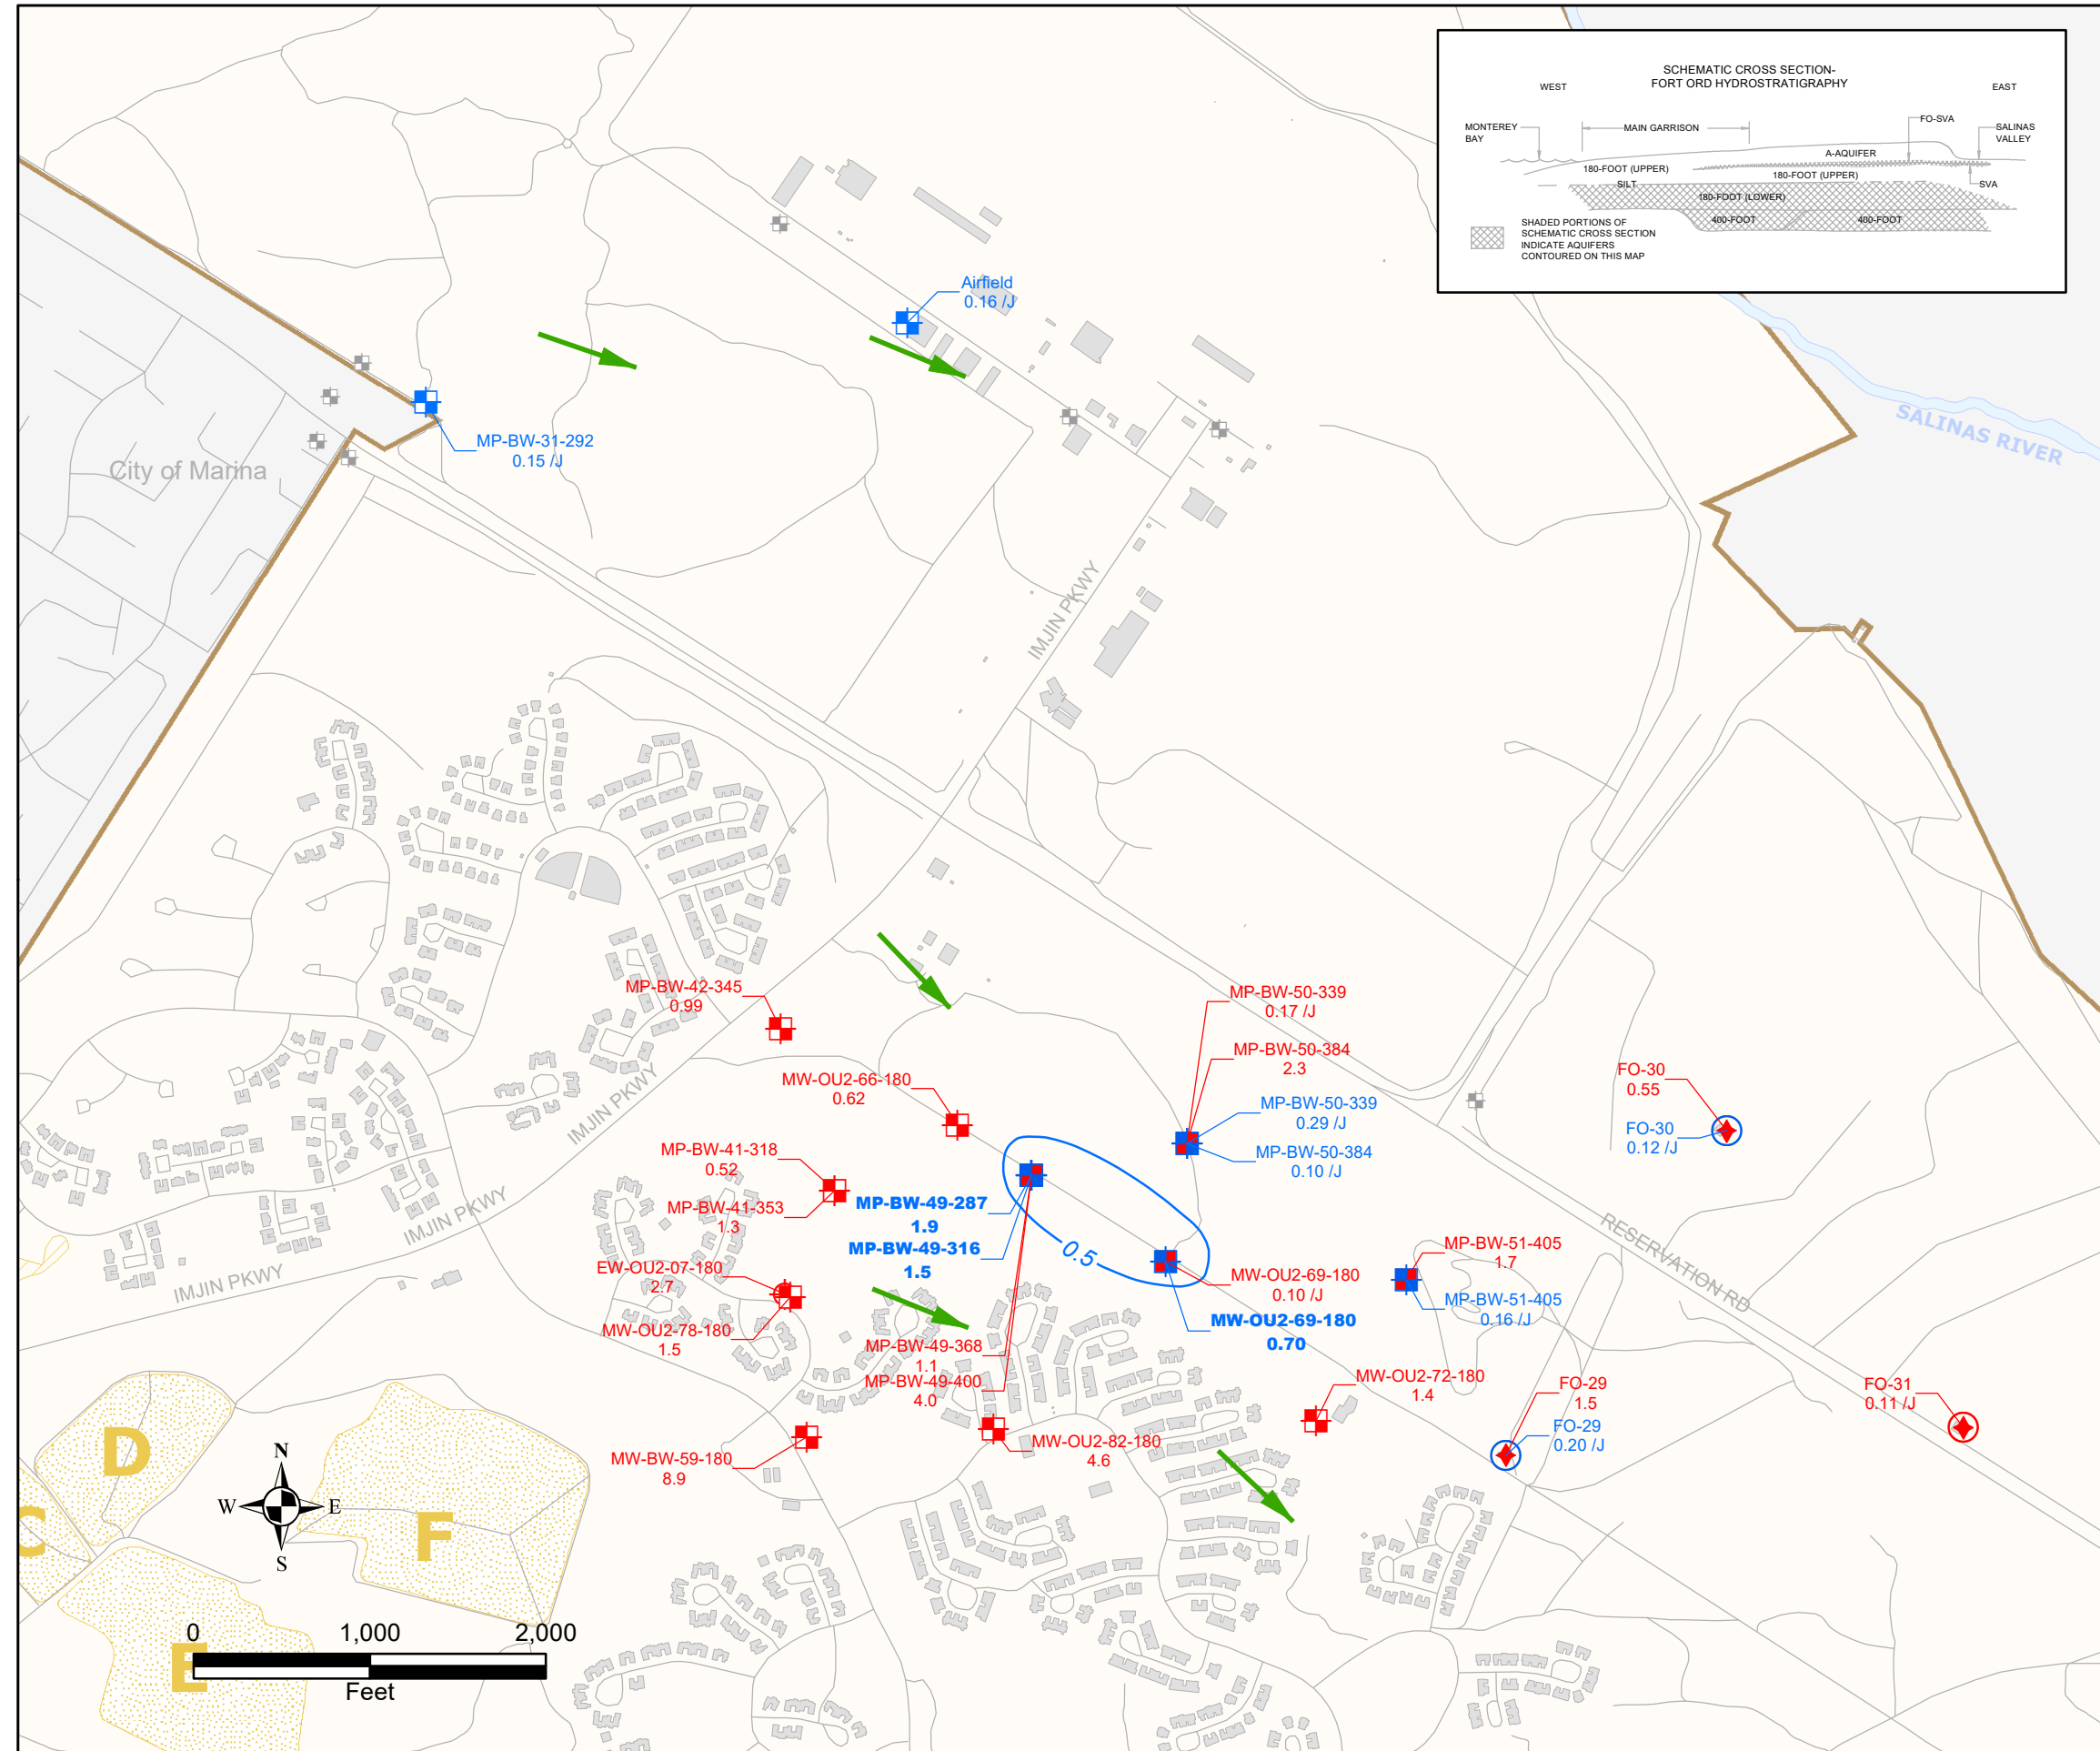 SCHEMATIC CROSS SECTION-
FORT ORD HYDROSTRATIGRAPHY
WEST
EAST
MONTEREY
BAY
MAIN GARRISON
FO-SVA
SALINAS
VALLEY
A-AQUIFER
180-FOOT (UPPER)
180-FOOT (UPPER)
SILT
SVA
180-FOOT (LOWER)
400-FOOT
400-FOOT
SHADED PORTIONS OF
SCHEMATIC CROSS SECTION
INDICATE AQUIFERS
CONTOURED ON THIS MAP
Airfield
0.16 /J
SALINAS RIVER
MP-BW-31-292
0.15 /J
City of Marina
IMJIN PKWY
MP-BW-42-345
0.99
MP-BW-50-339
0.17 /J
MP-BW-50-384
2.3
MW-OU2-66-180
0.62
MP-BW-50-339
0.29 /J
MP-BW-50-384
0.10 /J
FO-30
0.55
FO-30
0.12 /J
IMJIN PKWY
MP-BW-41-318
0.52
MP-BW-41-353
1.3
MP-BW-49-287
1.9
MP-BW-49-316
1.5
0.5
IMJIN PKWY
IMJIN PKWY
EW-OU2-07-180
2.7
MW-OU2-78-180
1.5
MW-OU2-69-180
0.10 /J
MW-OU2-69-180
0.70
MP-BW-51-405
1.7
MP-BW-51-405
0.16 /J
RESERVATION RD
MP-BW-49-368
1.1
MP-BW-49-400
4.0
MW-OU2-72-180
1.4
FO-29
1.5
FO-29
0.20 /J
FO-31
0.11 /J
MW-OU2-82-180
4.6
MW-BW-59-180
8.9
D
C
F
E
N
W
E
S
0
1,000
2,000
Feet